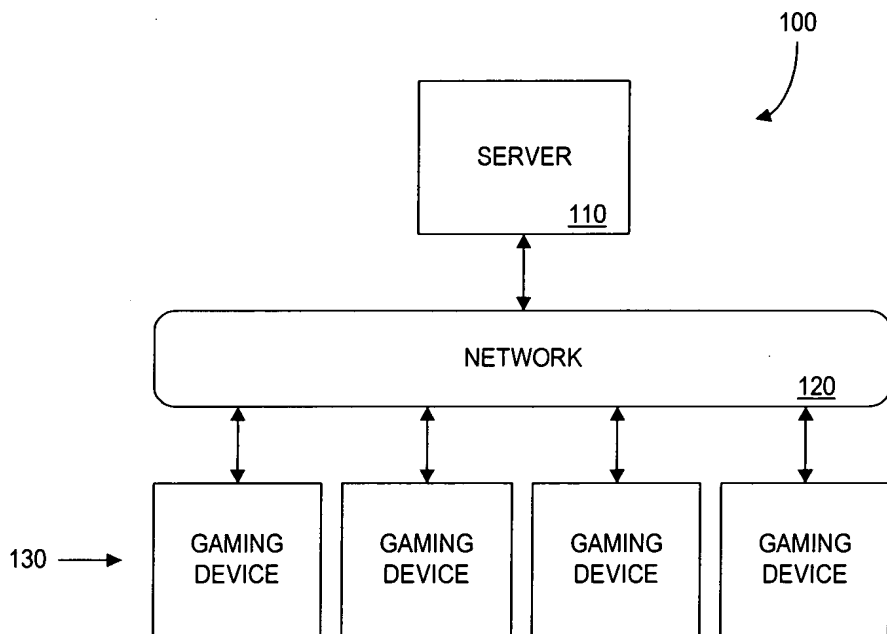 100
SERVER
110
NETWORK
120
130
GAMING DEVICE
GAMING DEVICE
GAMING DEVICE
GAMING DEVICE